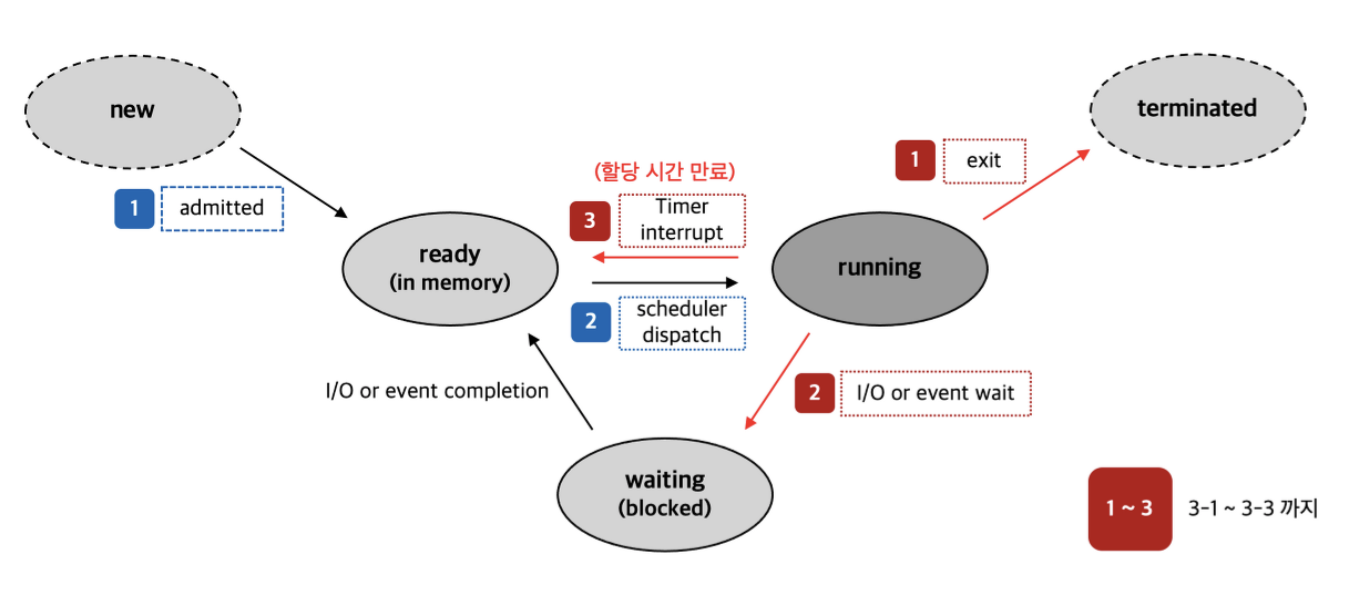 new
terminated
1
exit
(할당 시간 만료)
1
admitted
3
Timer
interrupt
ready
(in memory)
running
2
scheduler
dispatch
I/O or event completion
2
I/O or event wait
waiting
(blocked)
1 ~ 3
3-1 ~ 3-3 까지